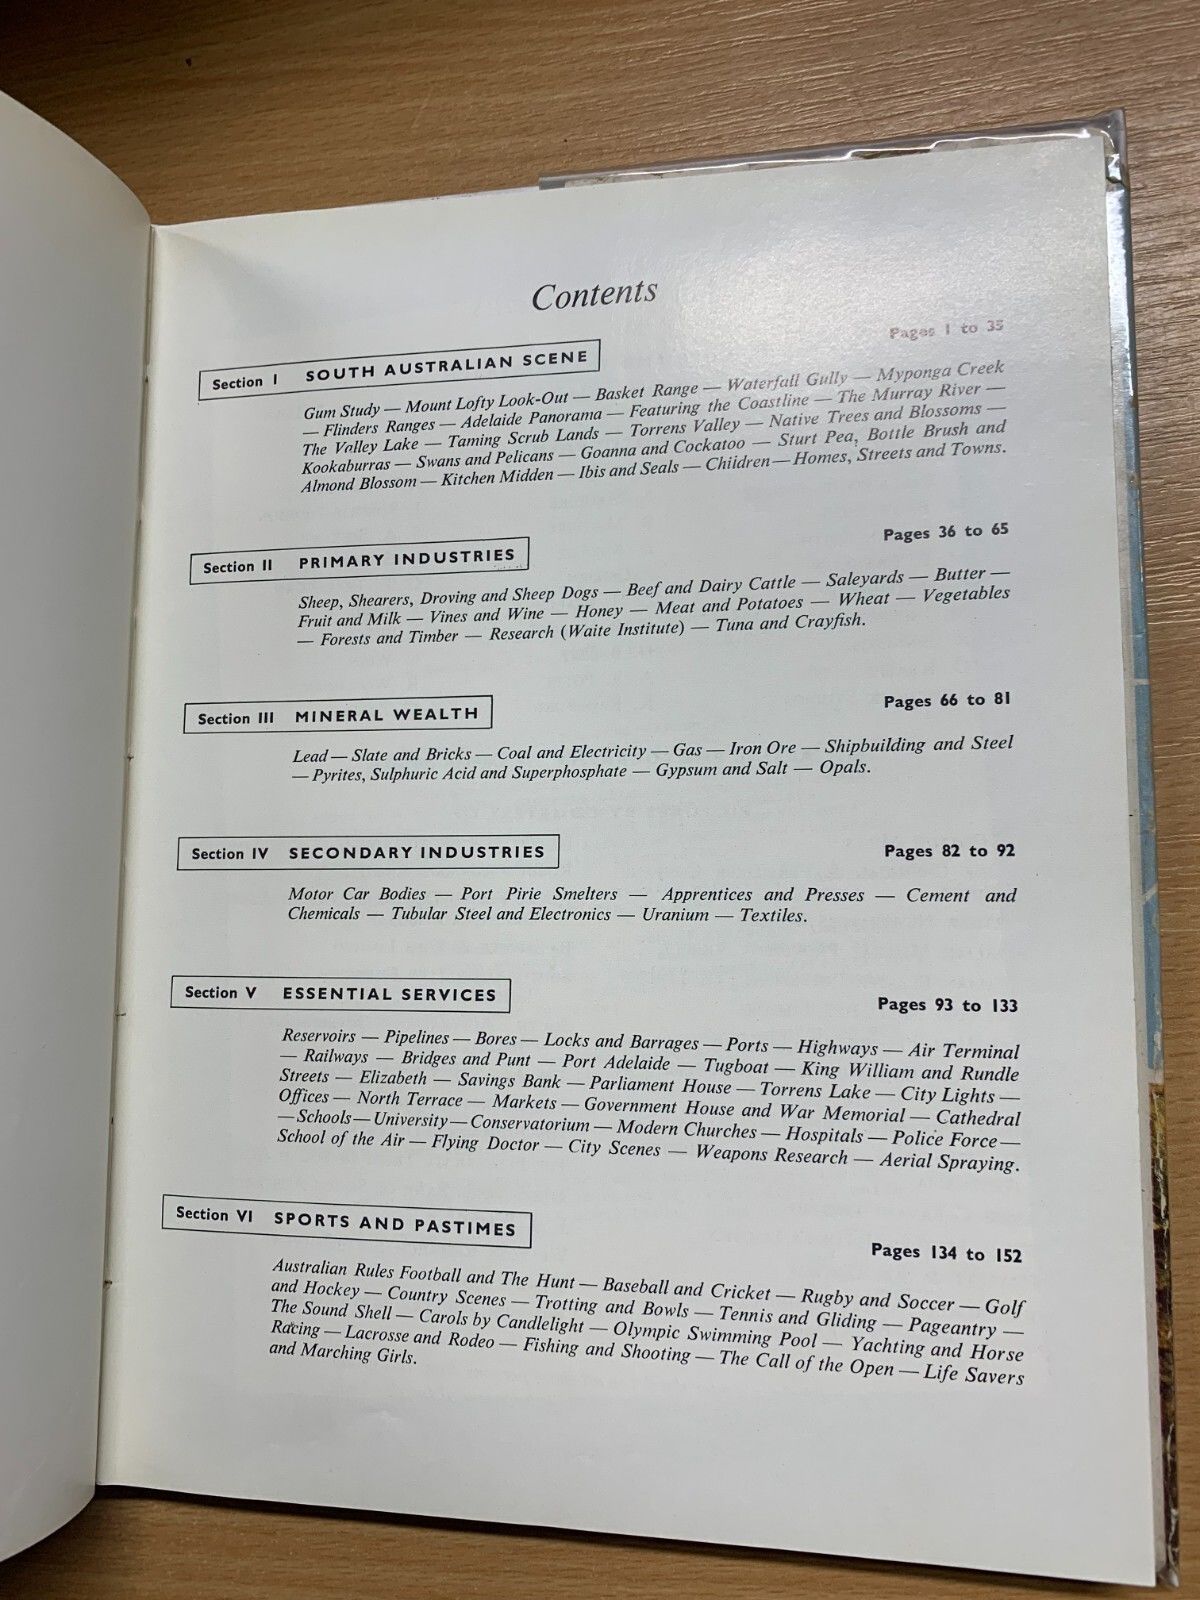 Contents
Pages 1 to 35
Section I SOUTH AUSTRALIAN SCENE
Gum Study — Mount Lofty Look-Out — Basket Range — Waterfall Gully — Myponga Creek
— Flinders Ranges — Adelaide Panorama — Featuring the Coastline — The Murray River —
The Valley Lake — Taming Scrub Lands — Torrens Valley — Native Trees and Blossoms —
Kookaburras — Swans and Pelicans — Goanna and Cockatoo — Sturt Pea, Bottle Brush and
Almond Blossom — Kitchen Midden — Ibis and Seals — Children — Homes, Streets and Towns.
Pages 36 to 65
Section II PRIMARY INDUSTRIES
Sheep, Shearers, Droving and Sheep Dogs — Beef and Dairy Cattle — Saleyards — Butter —
Fruit and Milk — Vines and Wine — Honey — Meat and Potatoes — Wheat — Vegetables
— Forests and Timber — Research (Waite Institute) — Tuna and Crayfish.
Pages 66 to 81
Section III MINERAL WEALTH
Lead — Slate and Bricks — Coal and Electricity — Gas — Iron Ore — Shipbuilding and Steel
— Pyrites, Sulphuric Acid and Superphosphate — Gypsum and Salt — Opals.
Section IV SECONDARY INDUSTRIES Pages 82 to 92
Motor Car Bodies — Port Pirie Smelters — Apprentices and Presses — Cement and
Chemicals — Tubular Steel and Electronics — Uranium — Textiles.
Section V ESSENTIAL SERVICES Pages 93 to 133
Reservoirs — Pipelines — Bores — Locks and Barrages — Ports — Highways — Air Terminal
— Railways — Bridges and Punt — Port Adelaide — Tugboat — King William and Rundle
Streets — Elizabeth — Savings Bank — Parliament House — Torrens Lake — City Lights —
Offices — North Terrace — Markets — Government House and War Memorial — Cathedral
— Schools — University — Conservatorium — Modern Churches — Hospitals — Police Force —
School of the Air — Flying Doctor — City Scenes — Weapons Research — Aerial Spraying.
Section VI SPORTS AND PASTIMES
Pages 134 to 152
Australian Rules Football and The Hunt — Baseball and Cricket — Rugby and Soccer — Golf
and Hockey — Country Scenes — Trotting and Bowls — Tennis and Gliding — Pageantry —
The Sound Shell — Carols by Candlelight — Olympic Swimming Pool — Yachting and Horse
Racing — Lacrosse and Rodeo — Fishing and Shooting — The Call of the Open — Life Savers
and Marching Girls.